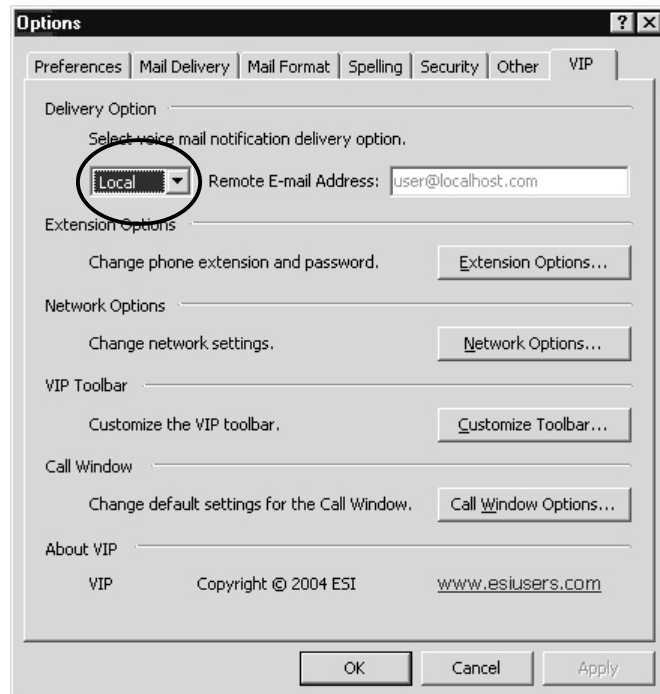 Options
Preferences Mail Delivery Mail Format Spelling Security Other VIP
Delivery Option
Select voice mail notification delivery option.
Local Remote E-mail Address: user@localhost.com
Extension Options
Change phone extension and password. Extension Options...
Network Options
Change network settings. Network Options...
VIP Toolbar
Customize the VIP toolbar. Customize Toolbar...
Call Window
Change default settings for the Call Window. Call Window Options...
About VIP
VIP Copyright © 2004 ESI www.esiusers.com
OK Cancel Apply